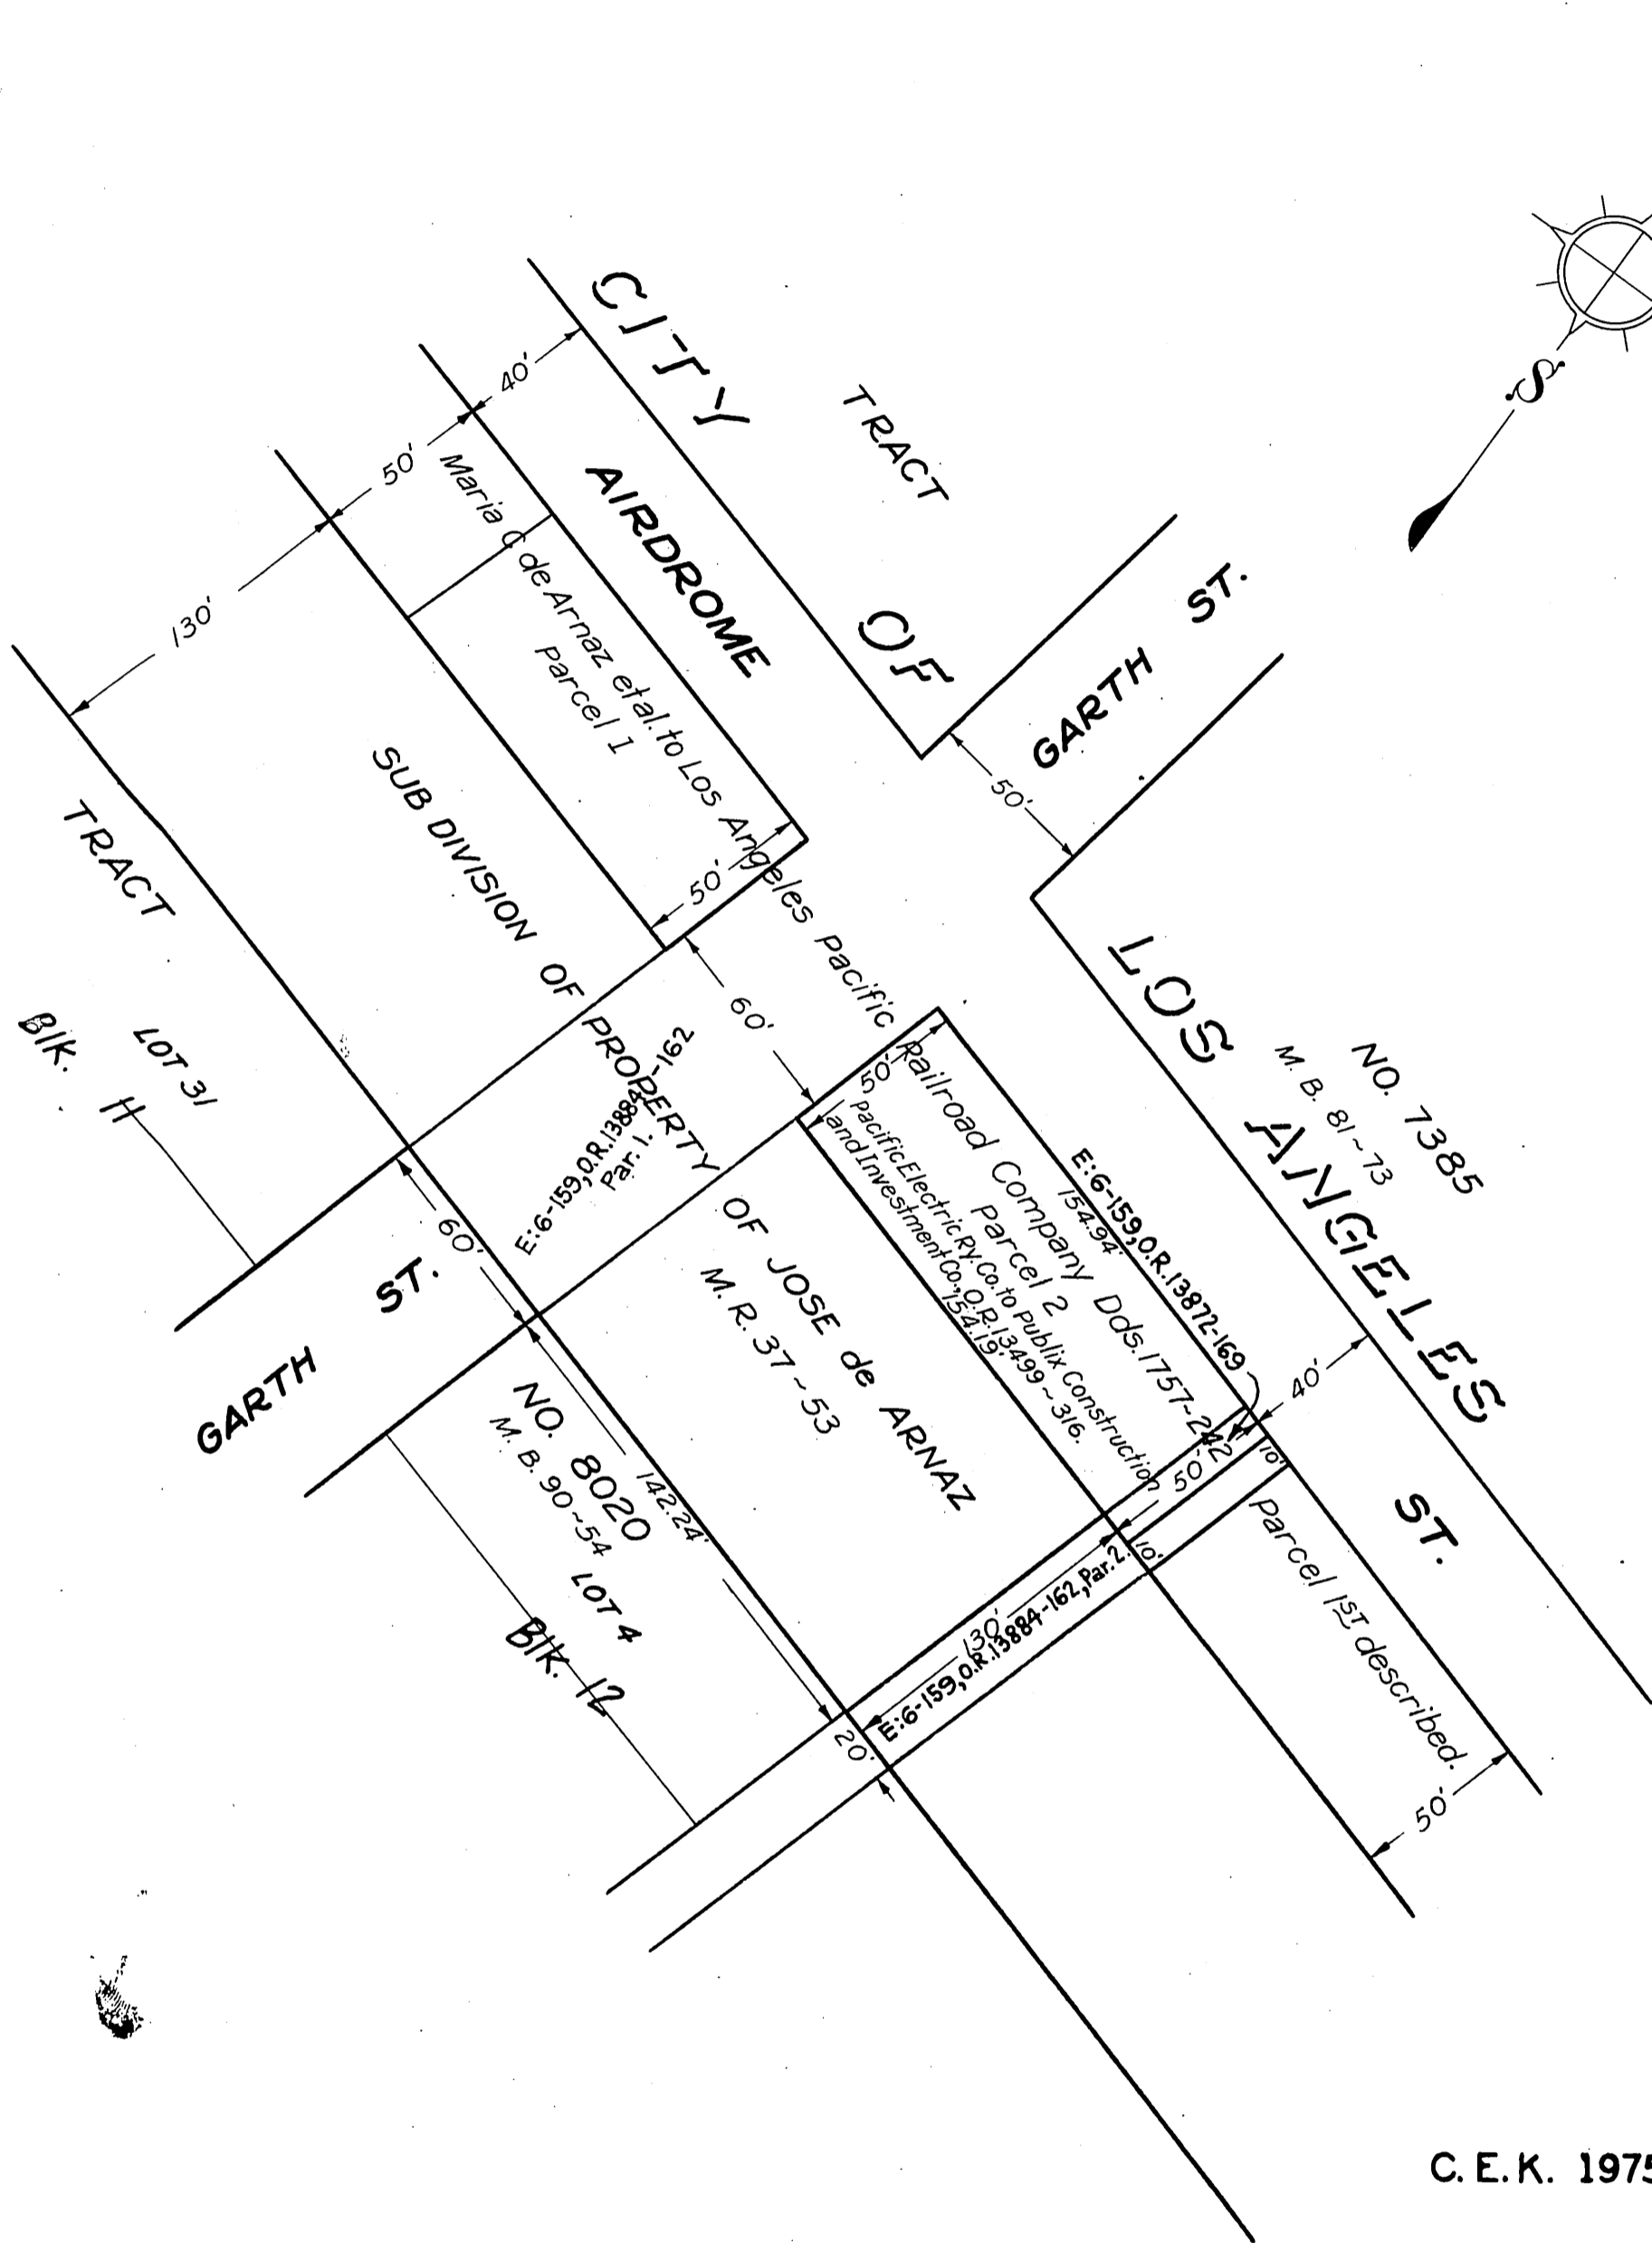 CITY OF LOS ANGELES
TRACT
NO. 7385
M. B. 81~73
S
40'
50'
130'
AIRDROME ST.
Maria C de Arnaz et al. to Los Angeles Pacific Railroad Company Dds. 1757~242
Parcel 1
Parcel 2
GARTH ST.
50'
50'
60'
SUB DIVISION OF PROPERTY OF JOSE de ARNAZ
M. R. 37~53
TRACT
LOT 31
Blk. H
E:6-159,O.R.13884-162
Par. 1.
60'
GARTH ST.
50'
Pacific Electric Ry. Co. to Publix Construction
and Investment Co., O.R. 13499~316.
154.94'
154.19'
E:6-159,O.R.13872-169
40'
10'
50'
10'
NO. 8020
M. B. 90~54
LOT 4
Blk. 12
142.24'
130'
E:6-159,O.R.13884-162,Par.2.
20'
Parcel 1ST described.
50'
C.E.K. 1975